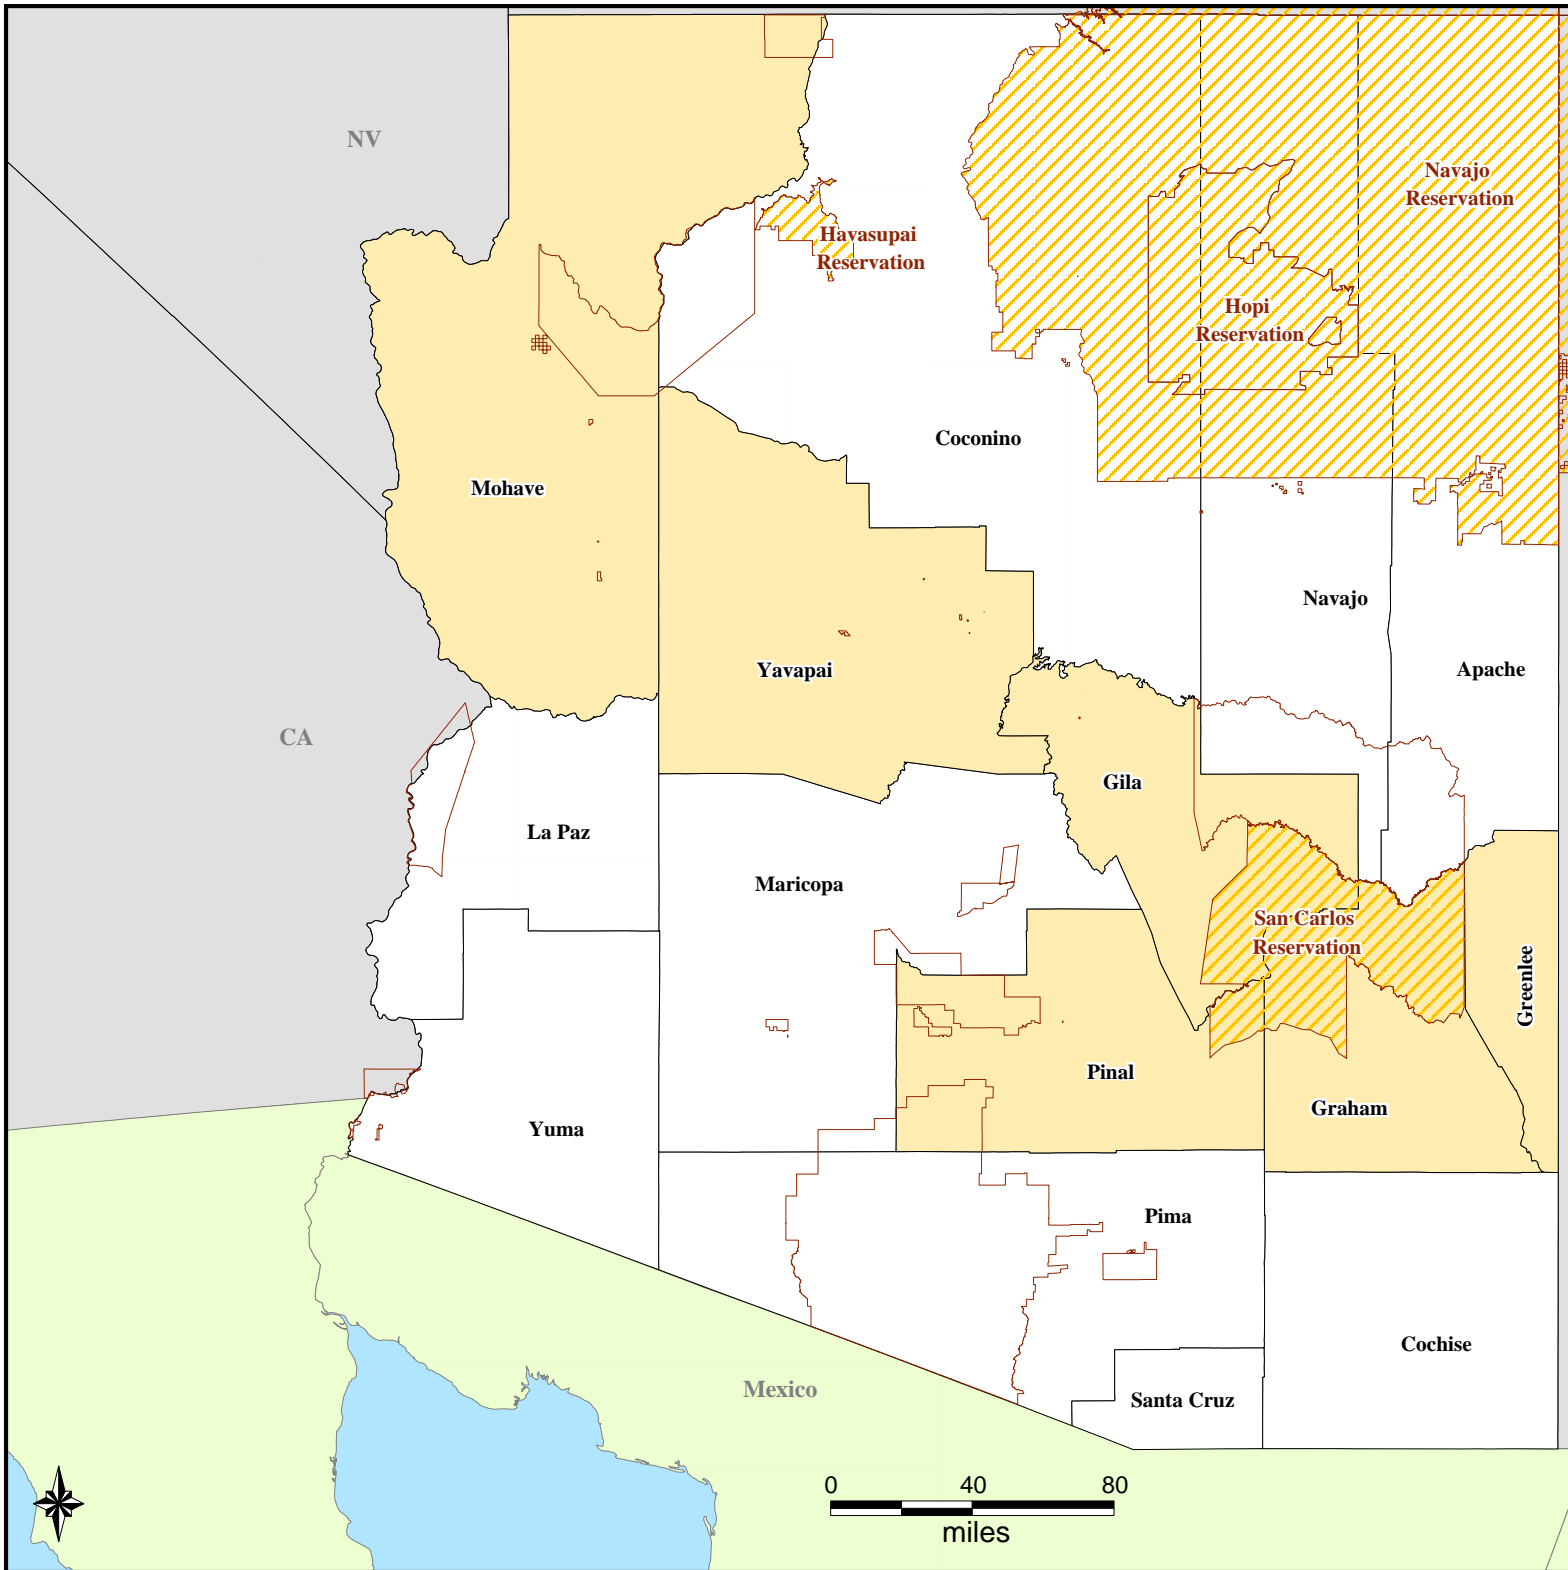 NV
Navajo
Reservation
Havasupai
Reservation
Hopi
Reservation
Coconino
Mohave
Navajo
Yavapai
Apache
CA
Gila
La Paz
Maricopa
San Carlos
Reservation
Greenlee
Pinal
Graham
Yuma
Pima
Cochise
Mexico
Santa Cruz
0 40 80
miles